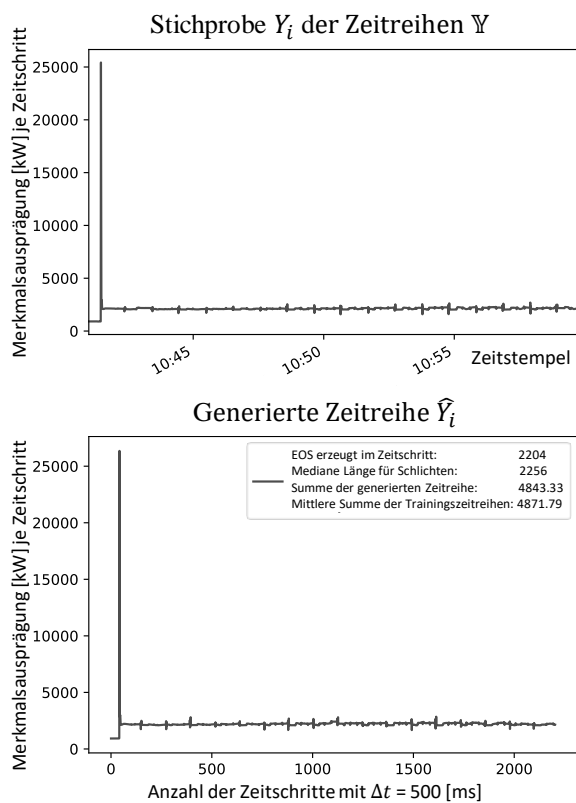 Stichprobe Y_i der Zeitreihen 𝕐
Merkmalsausprägung [kW] je Zeitschritt
25000
20000
15000
10000
5000
0
10:45
10:50
10:55
Zeitstempel
Generierte Zeitreihe Ŷ_i
Merkmalsausprägung [kW] je Zeitschritt
EOS erzeugt im Zeitschritt: 2204
Mediane Länge für Schlichten: 2256
Summe der generierten Zeitreihe: 4843.33
Mittlere Summe der Trainingszeitreihen: 4871.79
25000
20000
15000
10000
5000
0
0
500
1000
1500
2000
Anzahl der Zeitschritte mit Δt = 500 [ms]